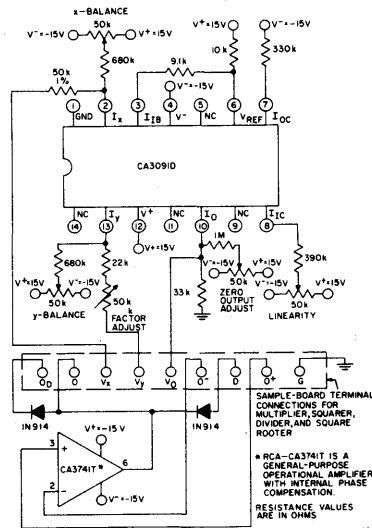 x-BALANCE
50k
V⁻=-15V
V⁺=15V
680k
50k
1%
9.1k
V⁻=-15V
V⁺=15V
10k
V⁻=-15V
330k
1 2 3 4 5 6 7
GND Ix IIB V⁻ NC VREF IOC
CA3091D
NC Iy V⁺ NC IO NC IIC
14 13 12 11 10 9 8
680k
22k
V⁺=15V
1M
390k
V⁺=15V
V⁻=-15V
50k
y-BALANCE
50k
k
FACTOR
ADJUST
33k
V⁻=-15V
V⁺=15V
50k
ZERO
OUTPUT
ADJUST
V⁻=-15V
V⁺=15V
50k
LINEARITY
OD O Vx Vy VO O⁻ D O⁺ G
1N914
1N914
V⁺=-15V
3
+
CA3741T*
6
2
-
V⁻=-15V
SAMPLE-BOARD TERMINAL
CONNECTIONS FOR
MULTIPLIER, SQUARER,
DIVIDER, AND SQUARE
ROOTER
* RCA-CA3741T IS A
GENERAL-PURPOSE
OPERATIONAL AMPLIFIER
WITH INTERNAL PHASE
COMPENSATION.
RESISTANCE VALUES
ARE IN OHMS